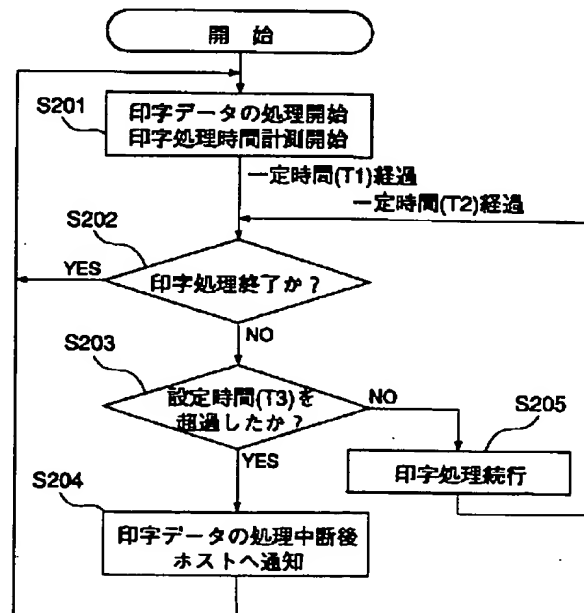 開 始
S201
印字データの処理開始
印字処理時間計測開始
一定時間(T1)経過
一定時間(T2)経過
S202
YES
印字処理終了か？
NO
S203
設定時間(T3)を
超過したか？
NO
YES
S205
印字処理続行
S204
印字データの処理中断後
ホストへ通知